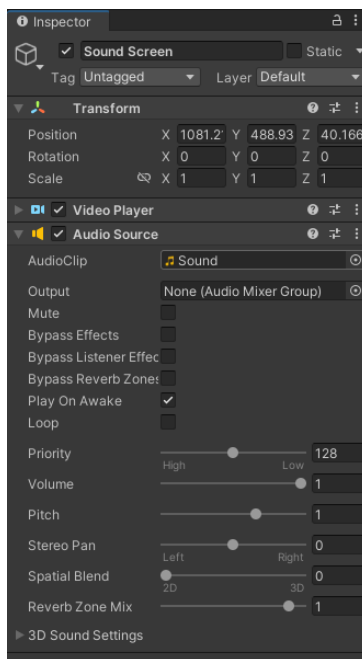 Inspector
Sound Screen Static
Tag Untagged Layer Default
Transform
Position X 1081.2 Y 488.93 Z 40.166
Rotation X 0 Y 0 Z 0
Scale X 1 Y 1 Z 1
Video Player
Audio Source
AudioClip Sound
Output None (Audio Mixer Group)
Mute
Bypass Effects
Bypass Listener Effec
Bypass Reverb Zones
Play On Awake
Loop
Priority 128
High Low
Volume 1
Pitch 1
Stereo Pan 0
Left Right
Spatial Blend 0
2D 3D
Reverb Zone Mix 1
3D Sound Settings